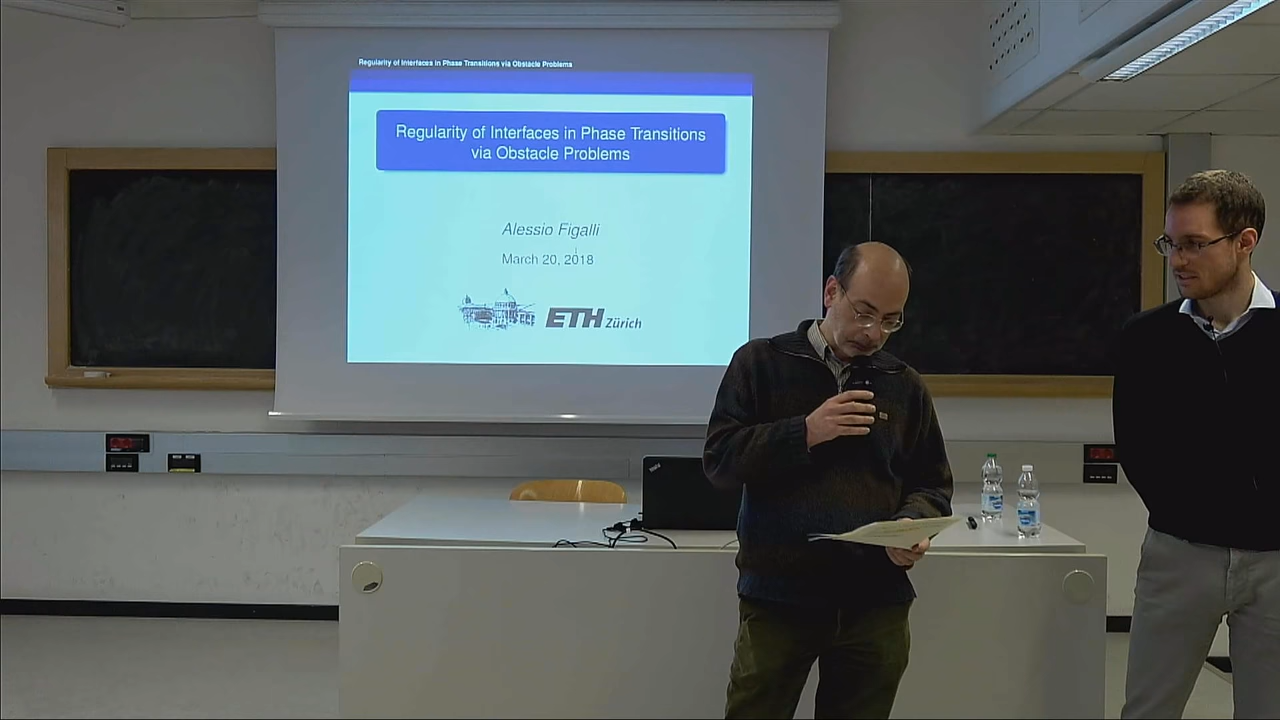 Regularity of Interfaces in Phase Transitions via Obstacle Problems
Regularity of Interfaces in Phase Transitions
via Obstacle Problems
Alessio Figalli
March 20, 2018
ETH Zürich